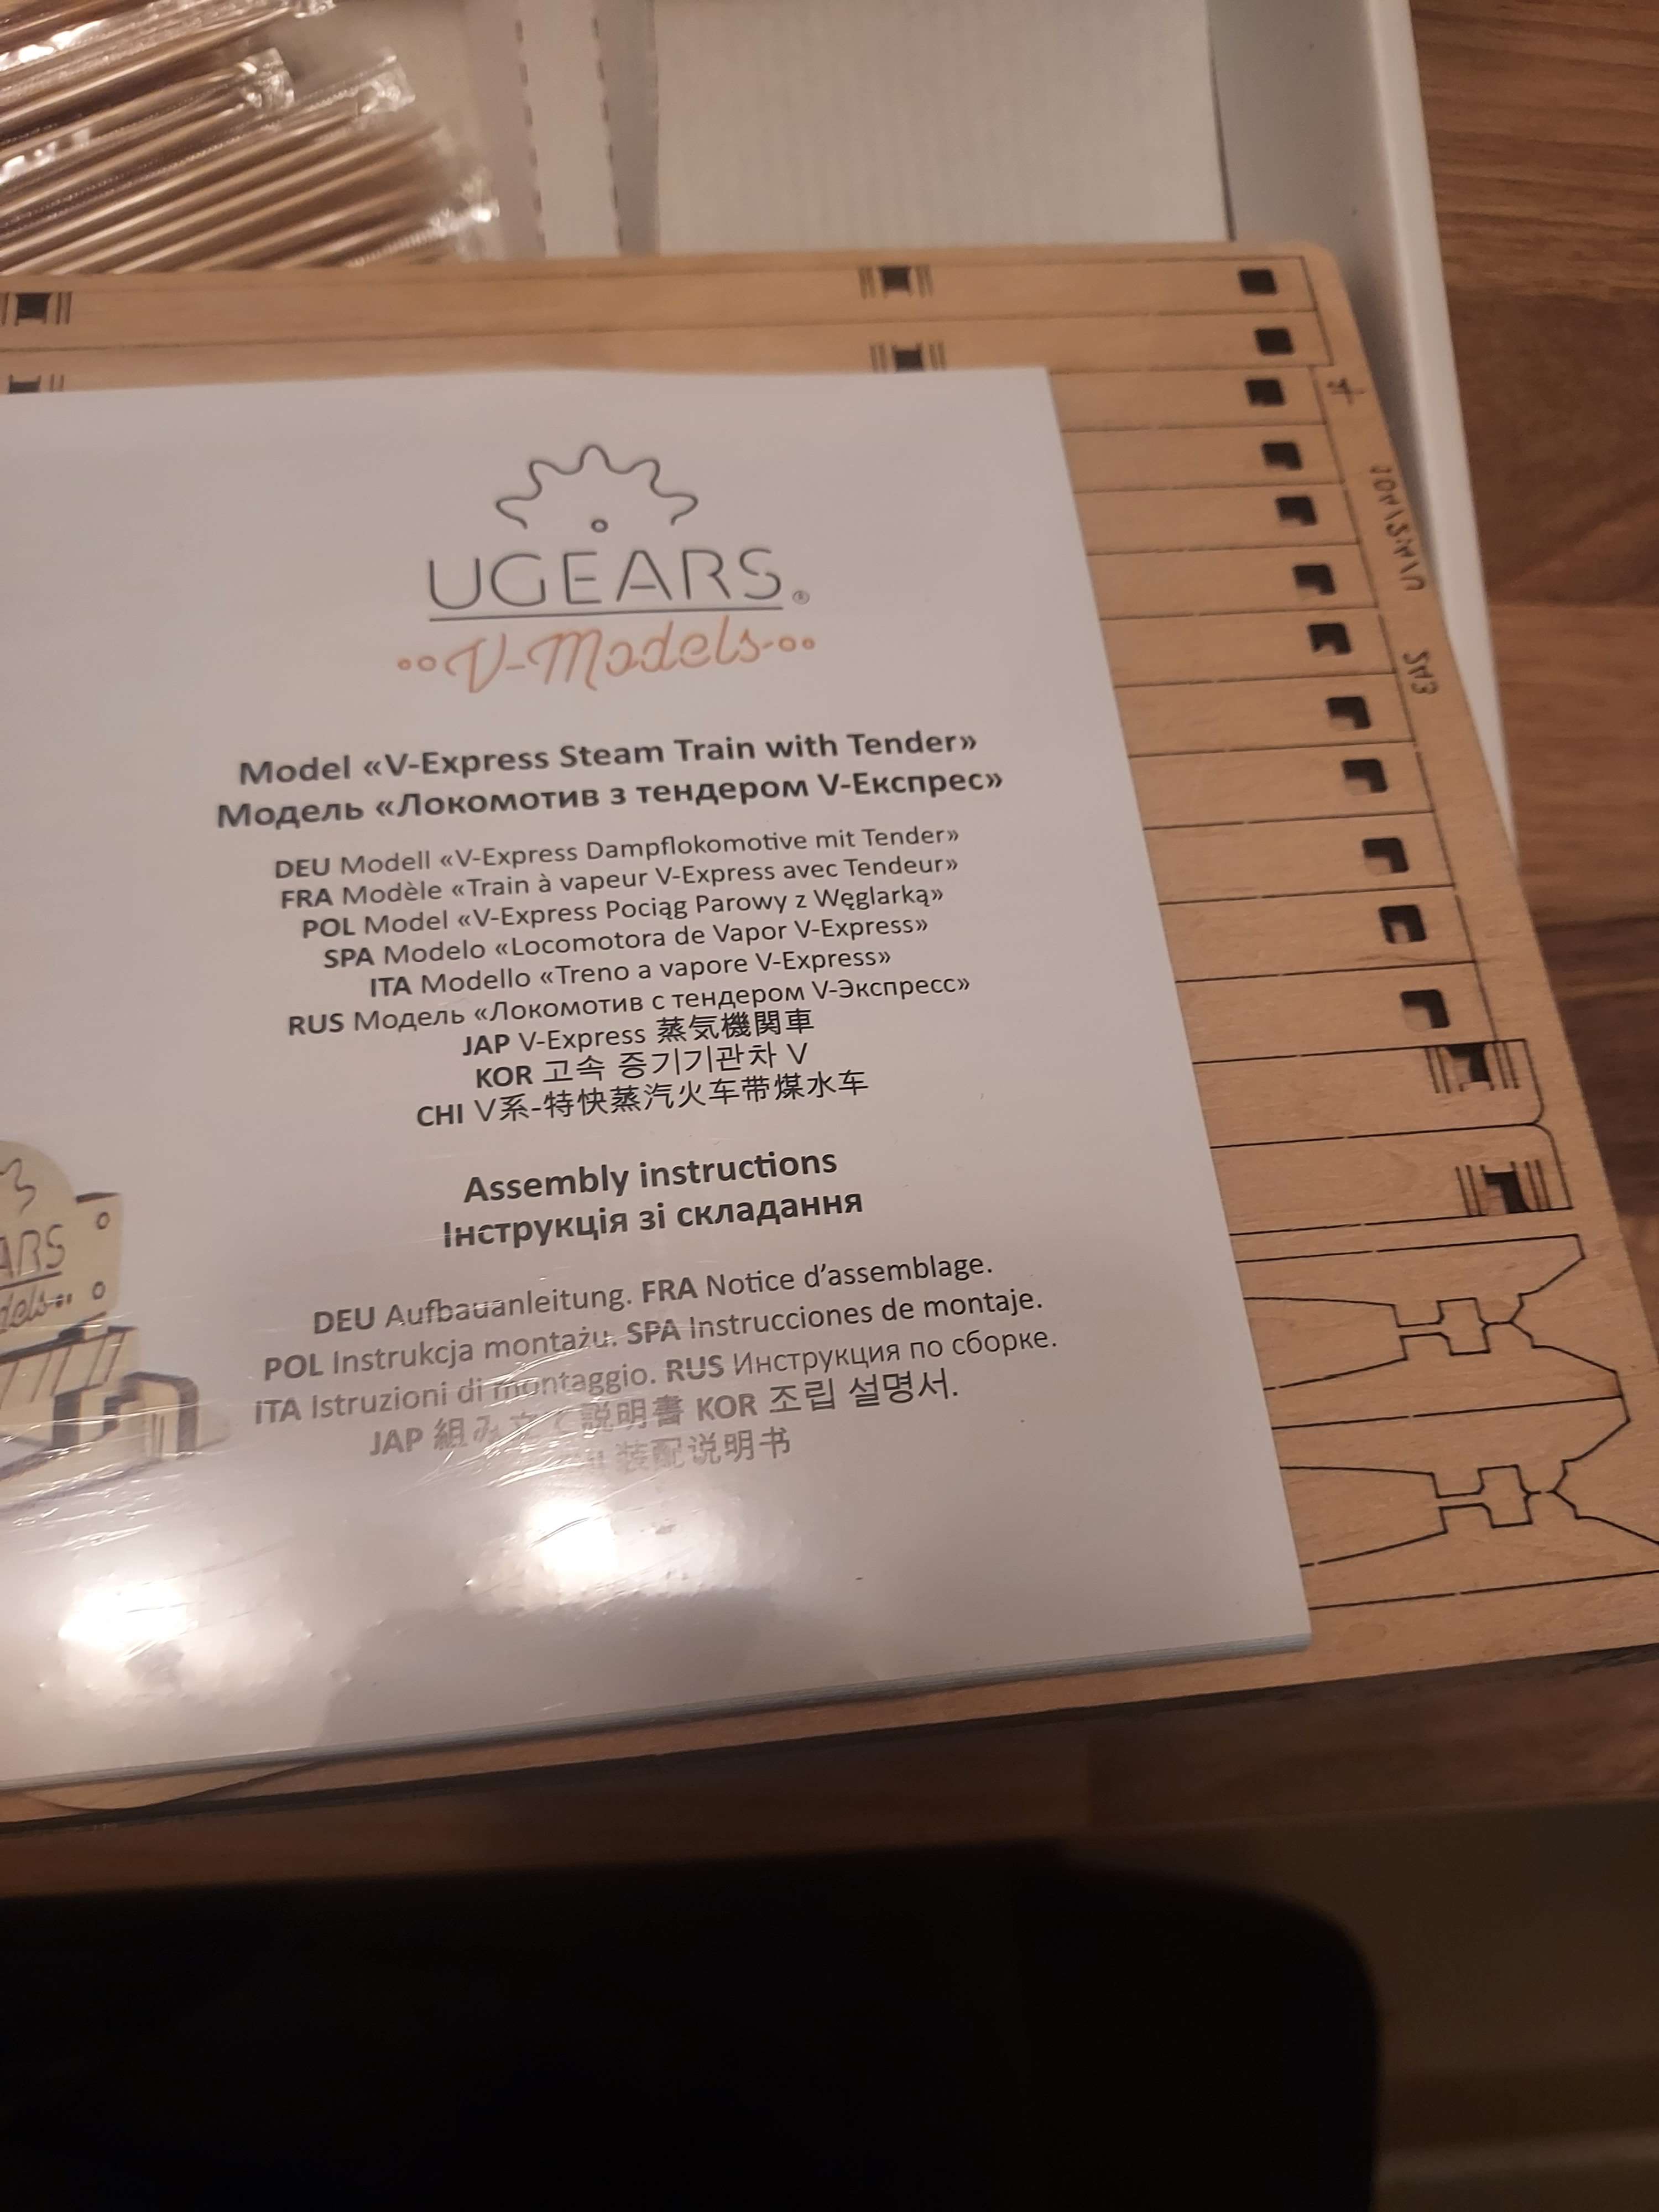 UGEARS®
V-Models
Model «V-Express Steam Train with Tender»
Модель «Локомотив з тендером V-Експрес»
DEU Modell «V-Express Dampflokomotive mit Tender»
FRA Modèle «Train à vapeur V-Express avec Tendeur»
POL Model «V-Express Pociąg Parowy z Węglarką»
SPA Modelo «Locomotora de Vapor V-Express»
ITA Modello «Treno a vapore V-Express»
RUS Модель «Локомотив с тендером V-Экспресс»
JAP V-Express 蒸気機関車
KOR 고속 증기기관차 V
CHI V系-特快蒸汽火车带煤水车
Assembly instructions
Інструкція зі складання
DEU Aufbauanleitung. FRA Notice d’assemblage.
POL Instrukcja montażu. SPA Instrucciones de montaje.
ITA Istruzioni di montaggio. RUS Инструкция по сборке.
JAP 組み立て説明書 KOR 조립 설명서.
装配说明书
ARS
dels